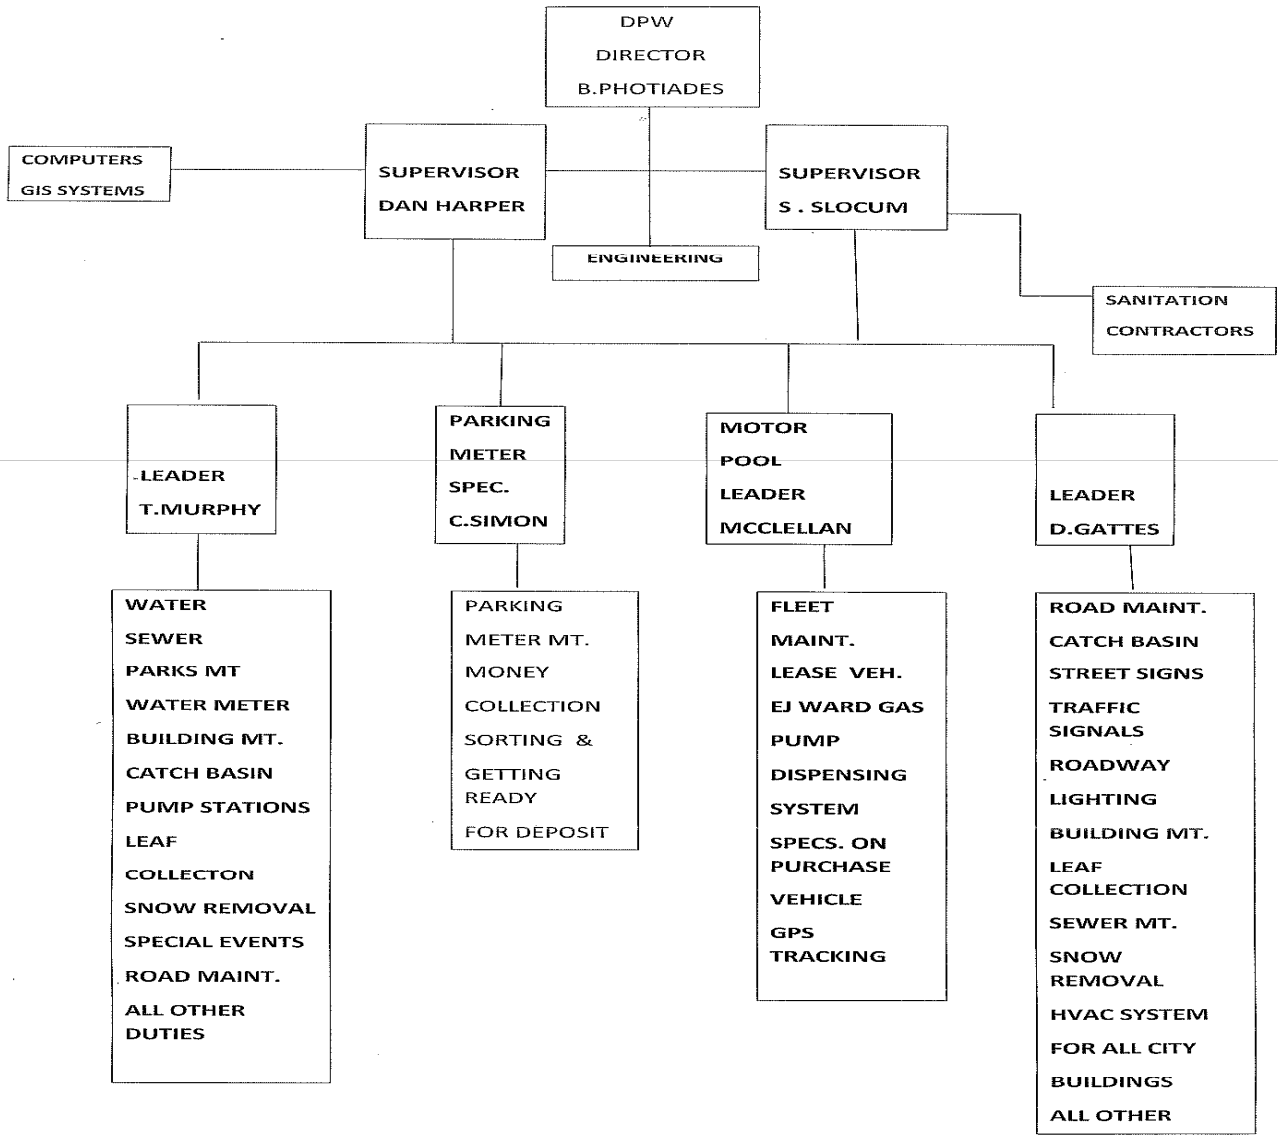 DPW
DIRECTOR
B.PHOTIADES
COMPUTERS
GIS SYSTEMS
SUPERVISOR
DAN HARPER
SUPERVISOR
S . SLOCUM
ENGINEERING
SANITATION
CONTRACTORS
LEADER
T.MURPHY
PARKING
METER
SPEC.
C.SIMON
MOTOR
POOL
LEADER
MCCLELLAN
LEADER
D.GATTES
WATER
SEWER
PARKS MT
WATER METER
BUILDING MT.
CATCH BASIN
PUMP STATIONS
LEAF
COLLECTON
SNOW REMOVAL
SPECIAL EVENTS
ROAD MAINT.
ALL OTHER
DUTIES
PARKING
METER MT.
MONEY
COLLECTION
SORTING &
GETTING
READY
FOR DEPOSIT
FLEET
MAINT.
LEASE VEH.
EJ WARD GAS
PUMP
DISPENSING
SYSTEM
SPECS. ON
PURCHASE
VEHICLE
GPS
TRACKING
ROAD MAINT.
CATCH BASIN
STREET SIGNS
TRAFFIC
SIGNALS
ROADWAY
LIGHTING
BUILDING MT.
LEAF
COLLECTION
SEWER MT.
SNOW
REMOVAL
HVAC SYSTEM
FOR ALL CITY
BUILDINGS
ALL OTHER